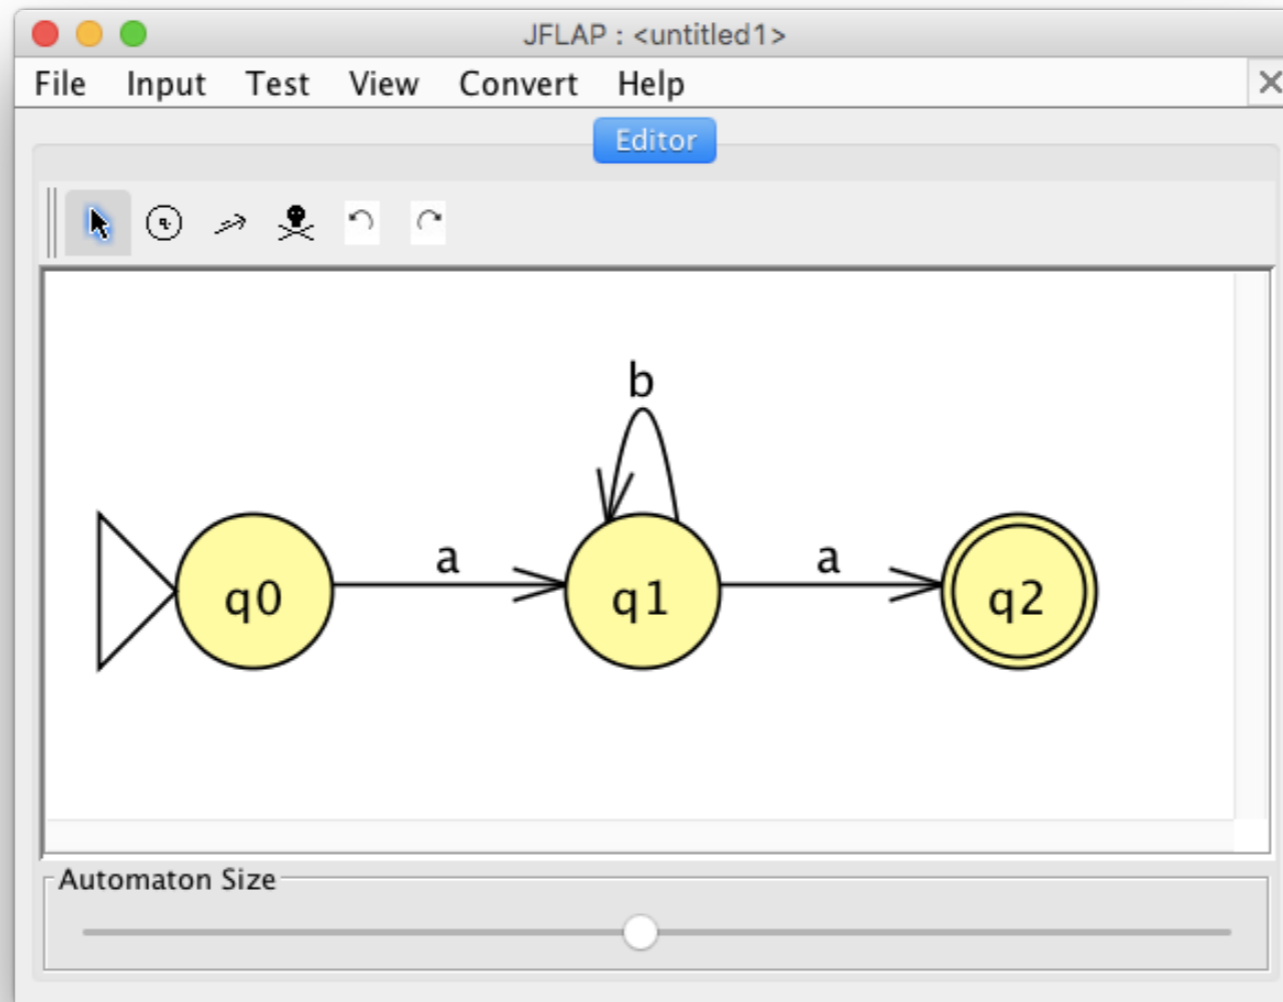 JFLAP : <untitled1>
File Input Test View Convert Help
Editor
b
a a
q0 q1 q2
Automaton Size